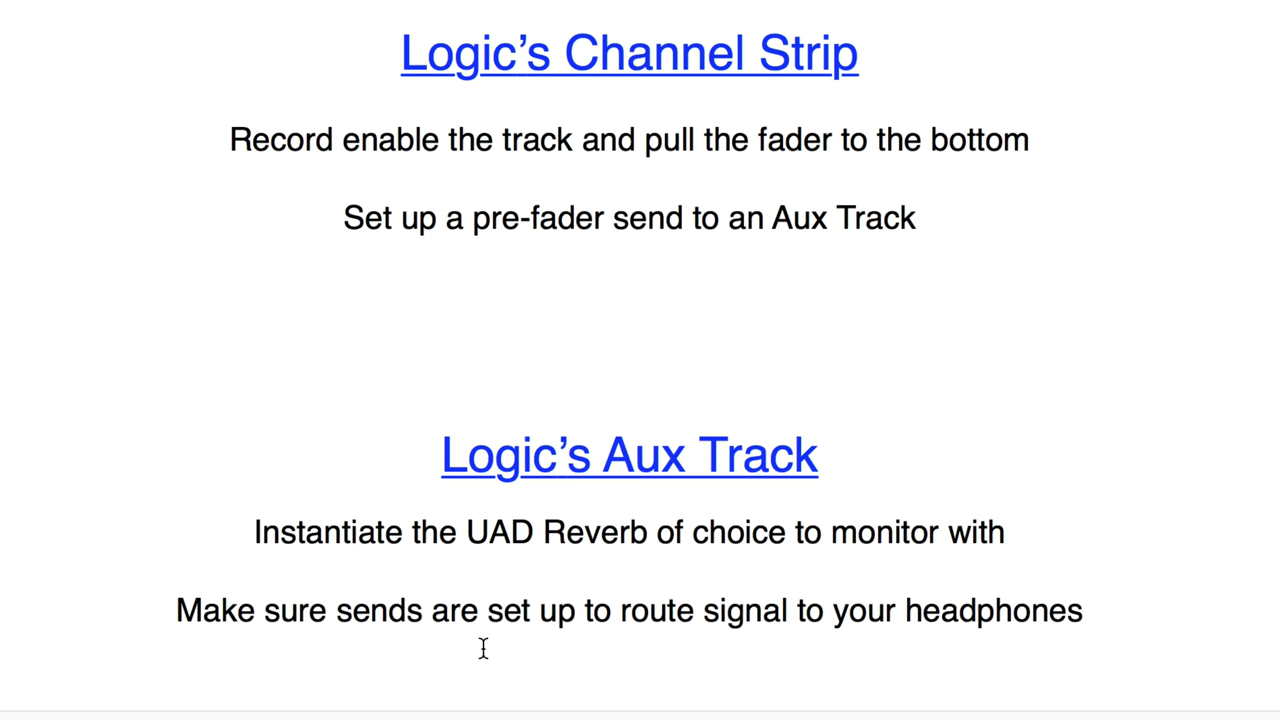 Logic’s Channel Strip
Record enable the track and pull the fader to the bottom
Set up a pre-fader send to an Aux Track
Logic’s Aux Track
Instantiate the UAD Reverb of choice to monitor with
Make sure sends are set up to route signal to your headphones